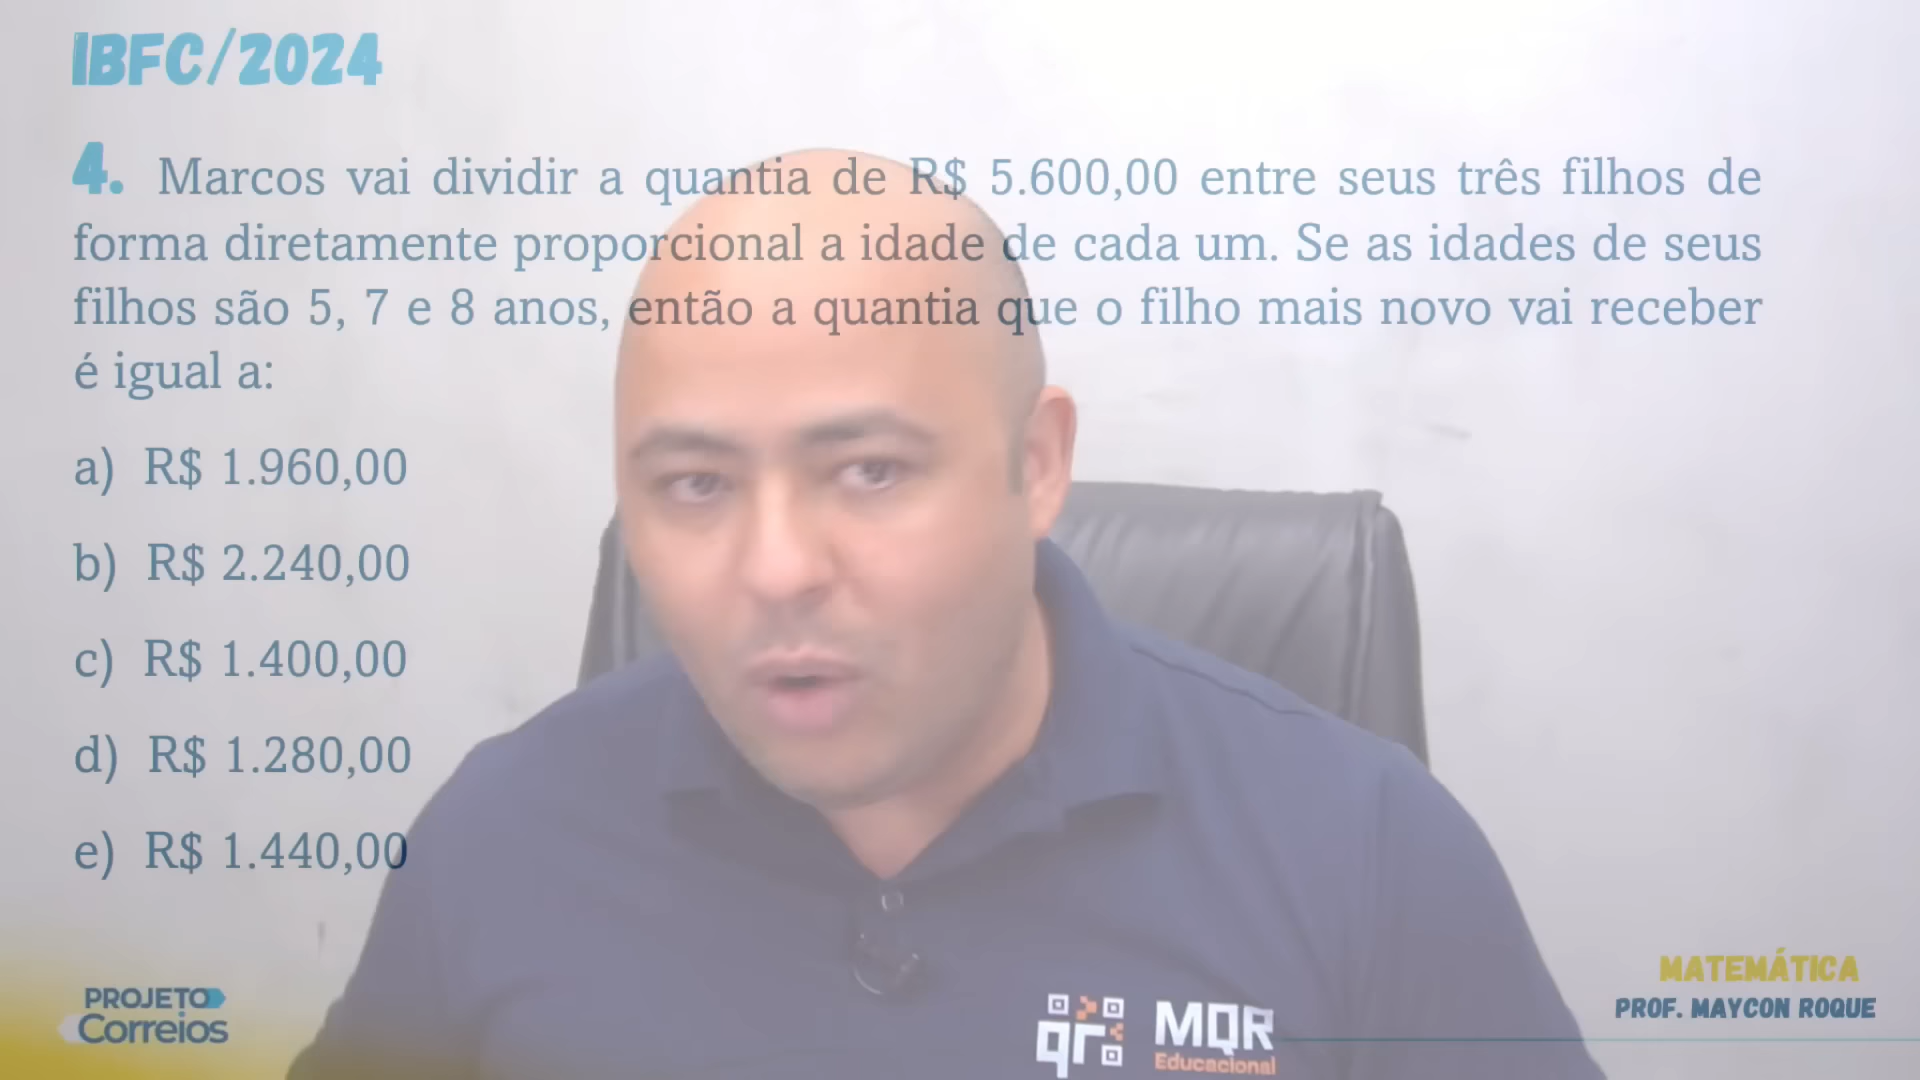 IBFC/2024
4. Marcos vai dividir a quantia de R$ 5.600,00 entre seus três filhos de
forma diretamente proporcional a idade de cada um. Se as idades de seus
filhos são 5, 7 e 8 anos, então a quantia que o filho mais novo vai receber
é igual a:
a) R$ 1.960,00
b) R$ 2.240,00
c) R$ 1.400,00
d) R$ 1.280,00
e) R$ 1.440,00
PROJETO
Correios
qr
MQR
Educacional
MATEMÁTICA
PROF. MAYCON ROQUE